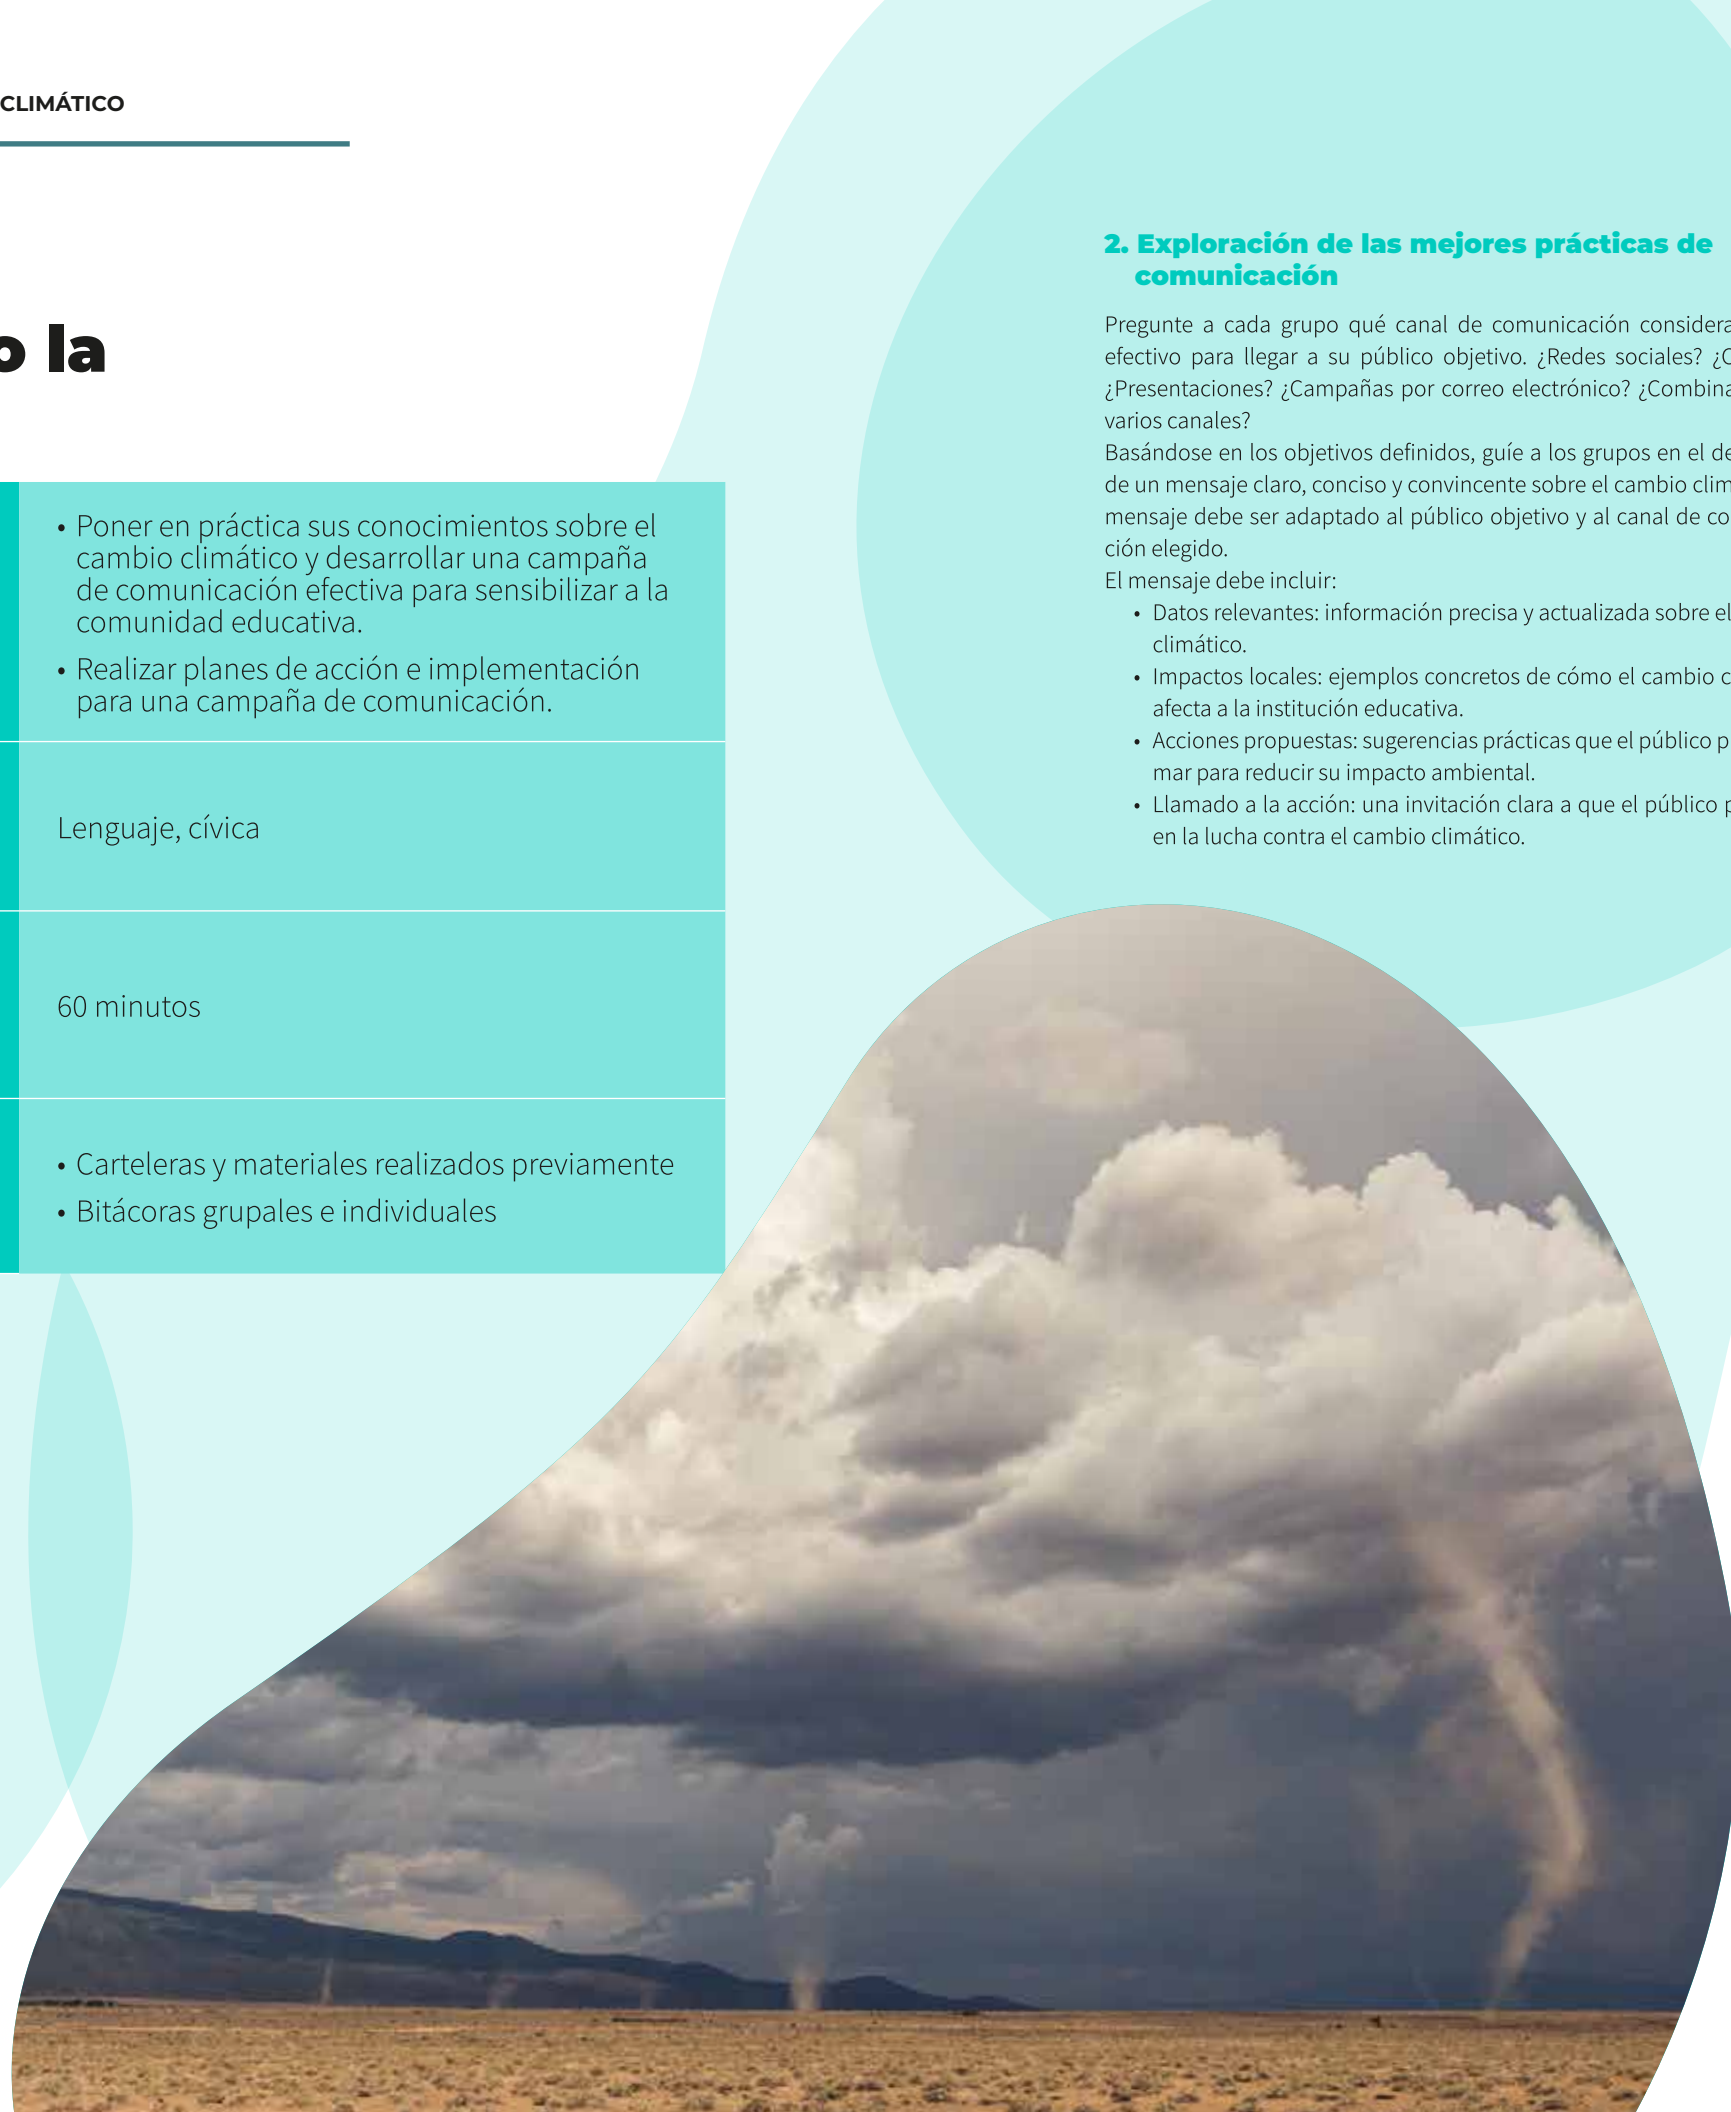 CLIMÁTICO
o la
• Poner en práctica sus conocimientos sobre el
cambio climático y desarrollar una campaña
de comunicación efectiva para sensibilizar a la
comunidad educativa.
• Realizar planes de acción e implementación
para una campaña de comunicación.
Lenguaje, cívica
60 minutos
• Carteleras y materiales realizados previamente
• Bitácoras grupales e individuales
2. Exploración de las mejores prácticas de
comunicación
Pregunte a cada grupo qué canal de comunicación considera
efectivo para llegar a su público objetivo. ¿Redes sociales?
¿Presentaciones? ¿Campañas por correo electrónico?
varios canales?
Basándose en los objetivos definidos, guíe a los grupos en el
de un mensaje claro, conciso y convincente sobre el cambio
mensaje debe ser adaptado al público objetivo y al canal de
ción elegido.
El mensaje debe incluir:
• Datos relevantes: información precisa y actualizada sobre el
climático.
• Impactos locales: ejemplos concretos de cómo el cambio
afecta a la institución educativa.
• Acciones propuestas: sugerencias prácticas que el público
mar para reducir su impacto ambiental.
• Llamado a la acción: una invitación clara a que el público
en la lucha contra el cambio climático.